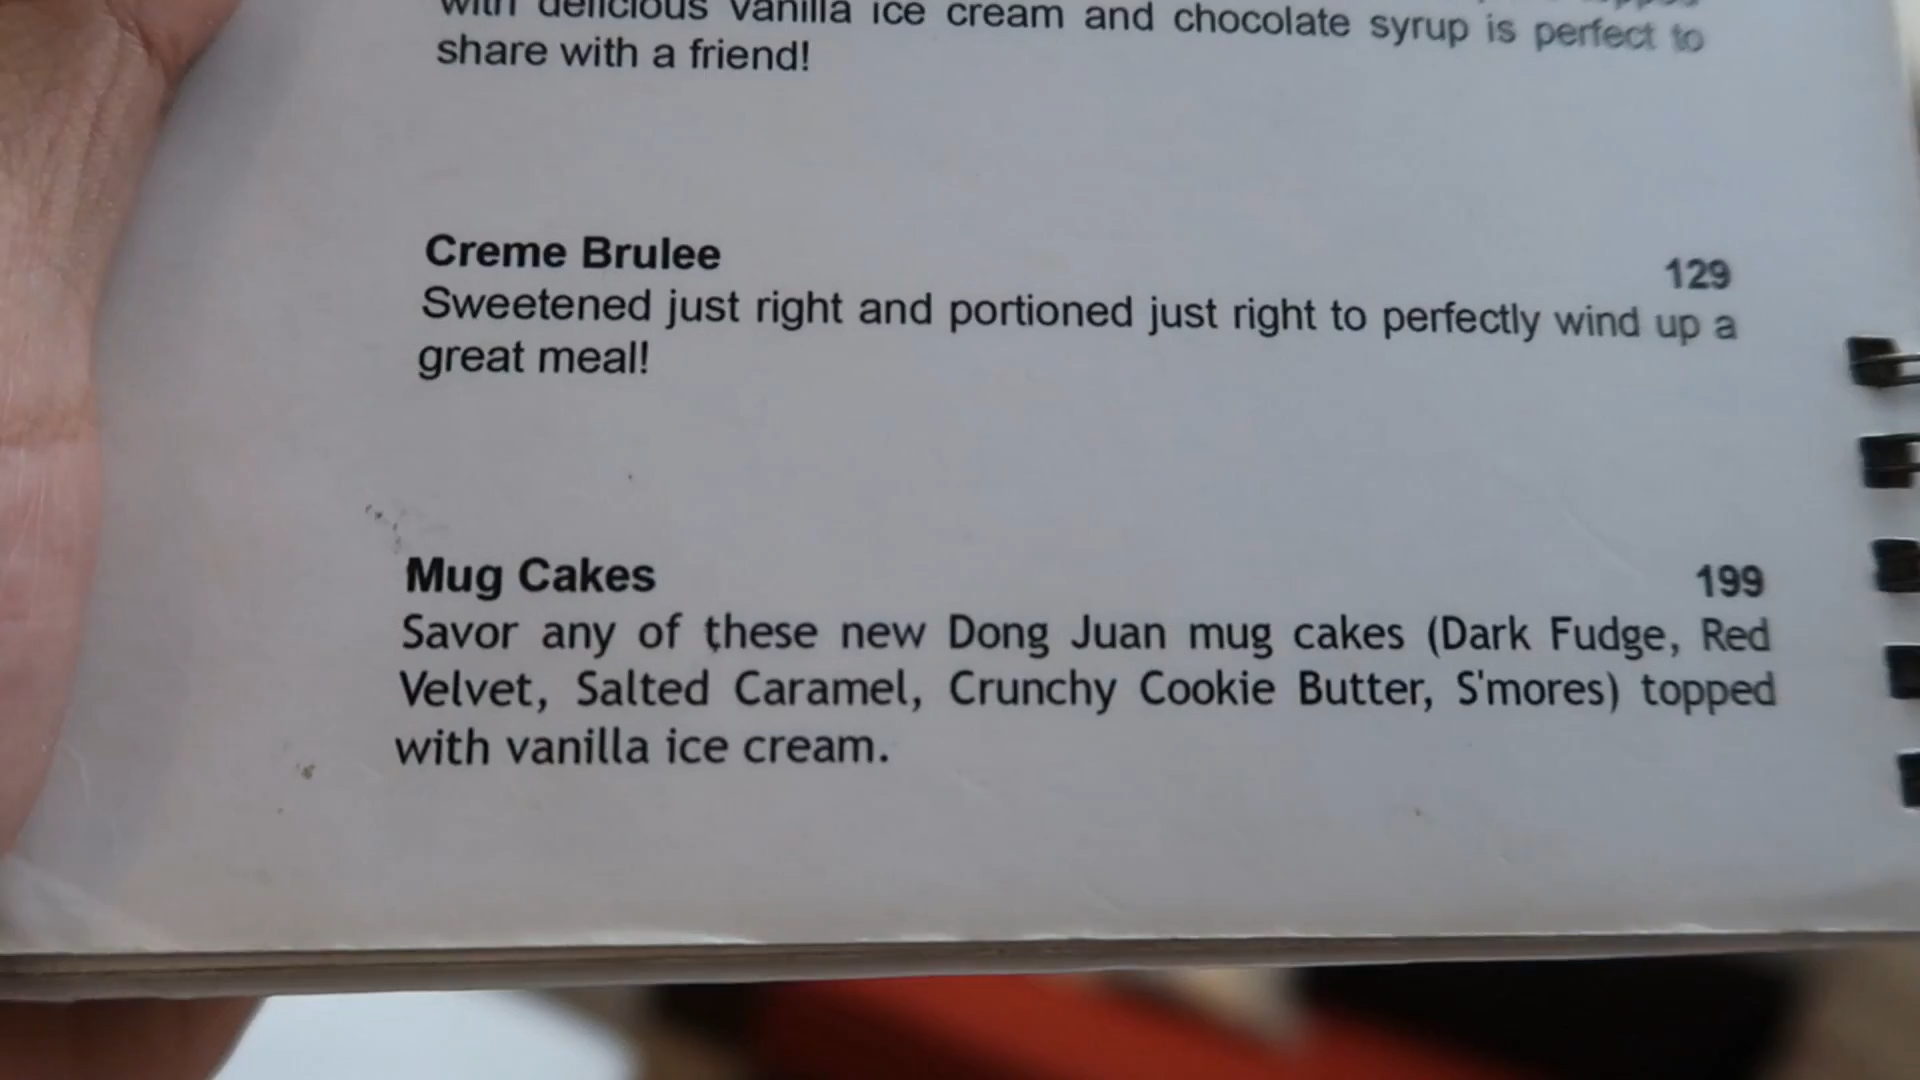 with delicious vanilla ice cream and chocolate syrup is perfect to
share with a friend!
Creme Brulee 129
Sweetened just right and portioned just right to perfectly wind up a
great meal!
Mug Cakes 199
Savor any of these new Dong Juan mug cakes (Dark Fudge, Red
Velvet, Salted Caramel, Crunchy Cookie Butter, S'mores) topped
with vanilla ice cream.